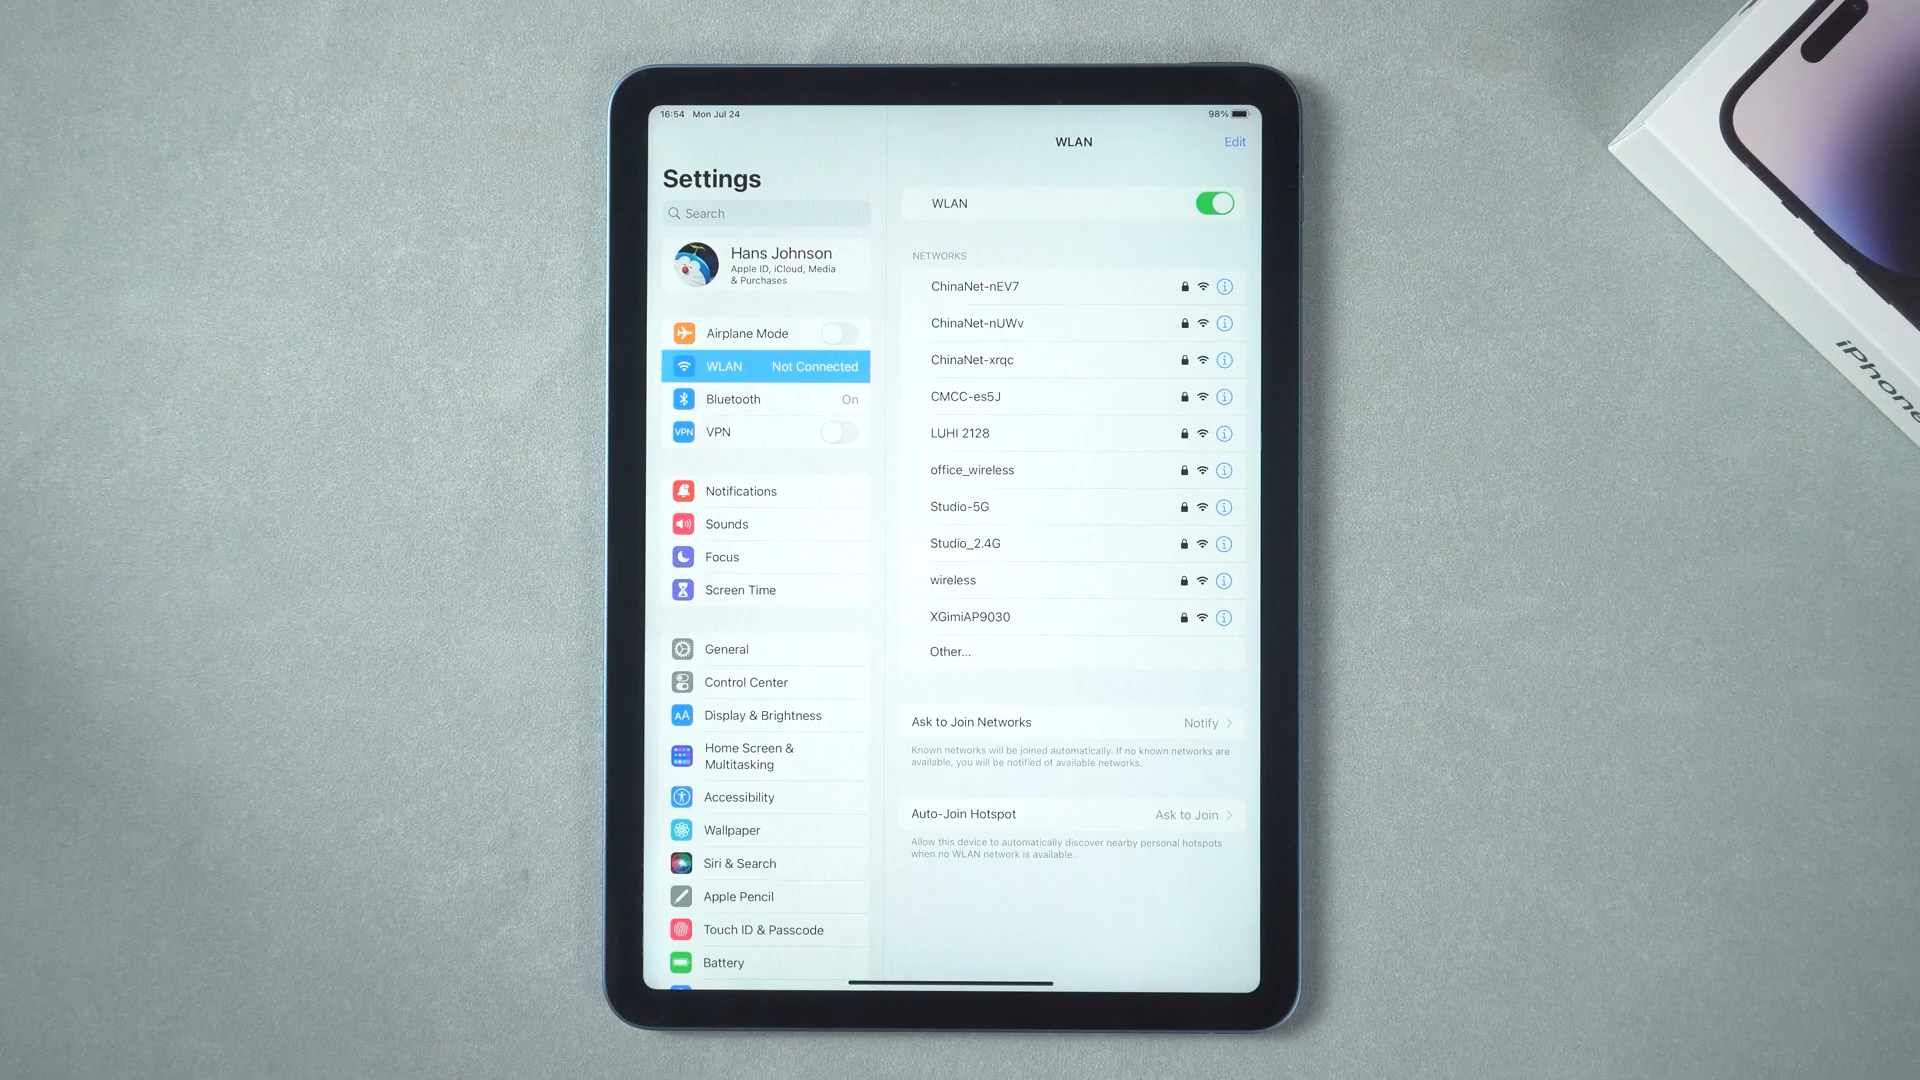 16:54 Mon Jul 24
98%
WLAN
Edit
Settings
Search
Hans Johnson
Apple ID, iCloud, Media
& Purchases
Airplane Mode
WLAN Not Connected
Bluetooth On
VPN VPN
Notifications
Sounds
Focus
Screen Time
General
Control Center
AA Display & Brightness
Home Screen &
Multitasking
Accessibility
Wallpaper
Siri & Search
Apple Pencil
Touch ID & Passcode
Battery
WLAN
NETWORKS
ChinaNet-nEV7
ChinaNet-nUWv
ChinaNet-xrqc
CMCC-es5J
LUHI 2128
office_wireless
Studio-5G
Studio_2.4G
wireless
XGimiAP9030
Other...
Ask to Join Networks Notify
Known networks will be joined automatically. If no known networks are
available, you will be notified of available networks.
Auto-Join Hotspot Ask to Join
Allow this device to automatically discover nearby personal hotspots
when no WLAN network is available.
iPhone